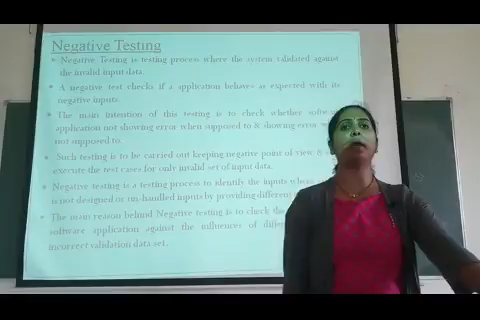 Negative Testing
Negative Testing is testing process where the system validated against
the invalid input data.
A negative test checks if a application behaves as expected with its
negative inputs.
The main intention of this testing is to check whether software
application not showing error when supposed to & showing error
not supposed to.
Such testing is to be carried out keeping negative point of view &
execute the test cases for only invalid set of input data.
Negative testing is a testing process to identify the inputs where
is not designed or un-handled inputs by providing different
The main reason behind Negative testing is to check the
software application against the influences of
incorrect validation data set.